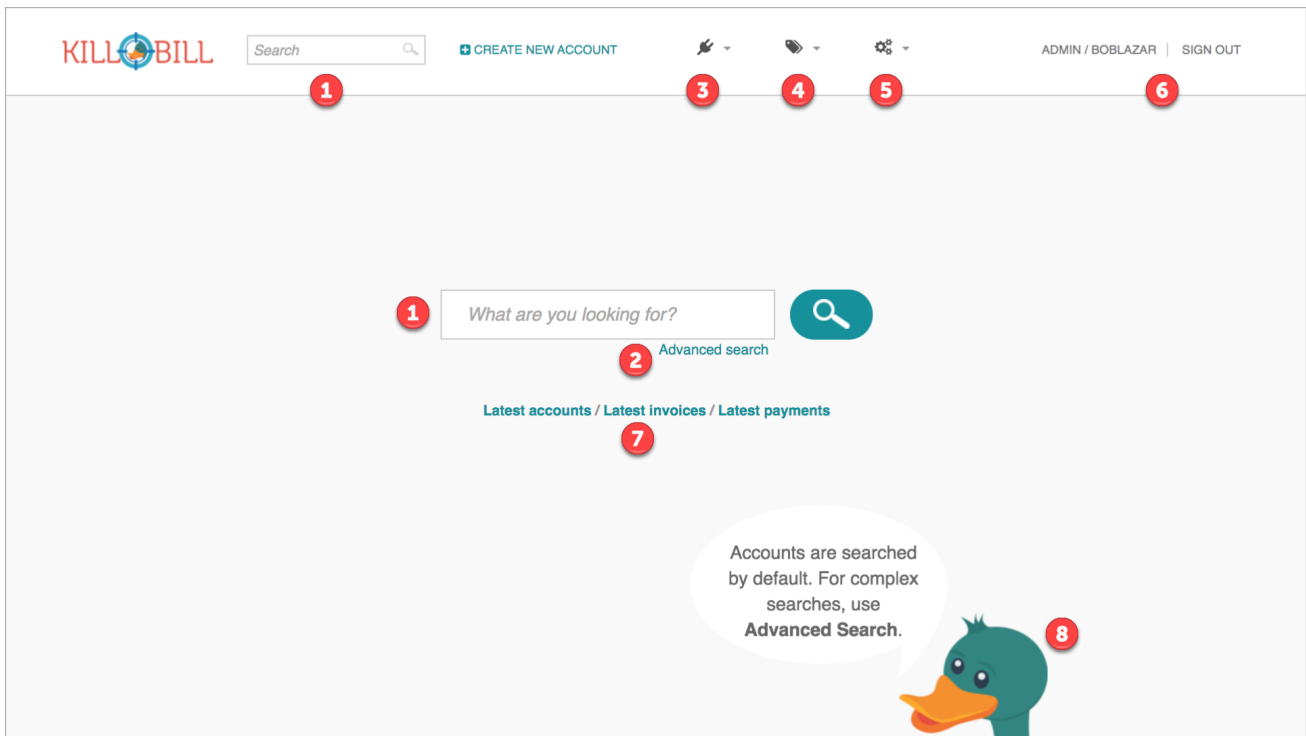 KILL BILL
Search
CREATE NEW ACCOUNT
ADMIN / BOBLAZAR | SIGN OUT
1
3
4
5
6
1
What are you looking for?
2
Advanced search
Latest accounts / Latest invoices / Latest payments
7
Accounts are searched
by default. For complex
searches, use
Advanced Search.
8